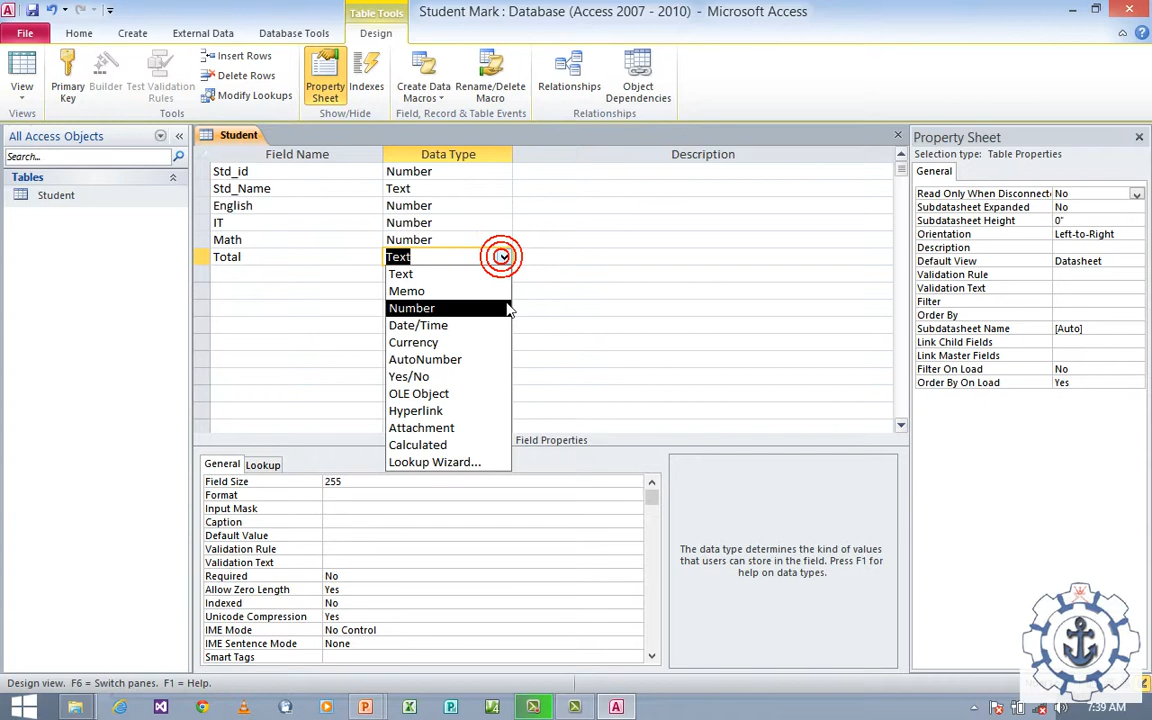 Student Mark : Database (Access 2007 - 2010) - Microsoft Access
Table Tools
File Home Create External Data Database Tools Design
View
Primary Key
Builder
Test Validation Rules
Insert Rows
Delete Rows
Modify Lookups
Property Sheet
Indexes
Create Data Macros
Rename/Delete Macro
Relationships
Object Dependencies
Views Tools Show/Hide Field, Record & Table Events Relationships
All Access Objects
Search...
Tables
Student
Student
Field Name Data Type Description
Std_id Number
Std_Name Text
English Number
IT Number
Math Number
Total Text
Text
Memo
Number
Date/Time
Currency
AutoNumber
Yes/No
OLE Object
Hyperlink
Attachment
Calculated
Lookup Wizard...
Field Properties
General Lookup
Field Size 255
Format
Input Mask
Caption
Default Value
Validation Rule
Validation Text
Required No
Allow Zero Length Yes
Indexed No
Unicode Compression Yes
IME Mode No Control
IME Sentence Mode None
Smart Tags
The data type determines the kind of values
that users can store in the field. Press F1 for
help on data types.
Property Sheet
Selection type: Table Properties
General
Read Only When Disconnecte No
Subdatasheet Expanded No
Subdatasheet Height 0"
Orientation Left-to-Right
Description
Default View Datasheet
Validation Rule
Validation Text
Filter
Order By
Subdatasheet Name [Auto]
Link Child Fields
Link Master Fields
Filter On Load No
Order By On Load Yes
Design view. F6 = Switch panes. F1 = Help.
7:39 AM